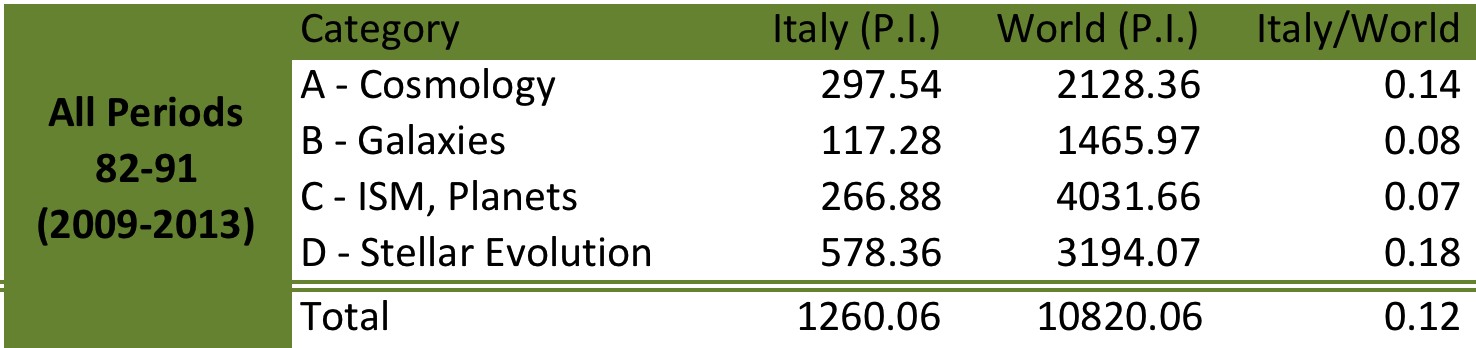 All Periods
82-91
(2009-2013)
Category Italy (P.I.) World (P.I.) Italy/World
A - Cosmology 297.54 2128.36 0.14
B - Galaxies 117.28 1465.97 0.08
C - ISM, Planets 266.88 4031.66 0.07
D - Stellar Evolution 578.36 3194.07 0.18
Total 1260.06 10820.06 0.12